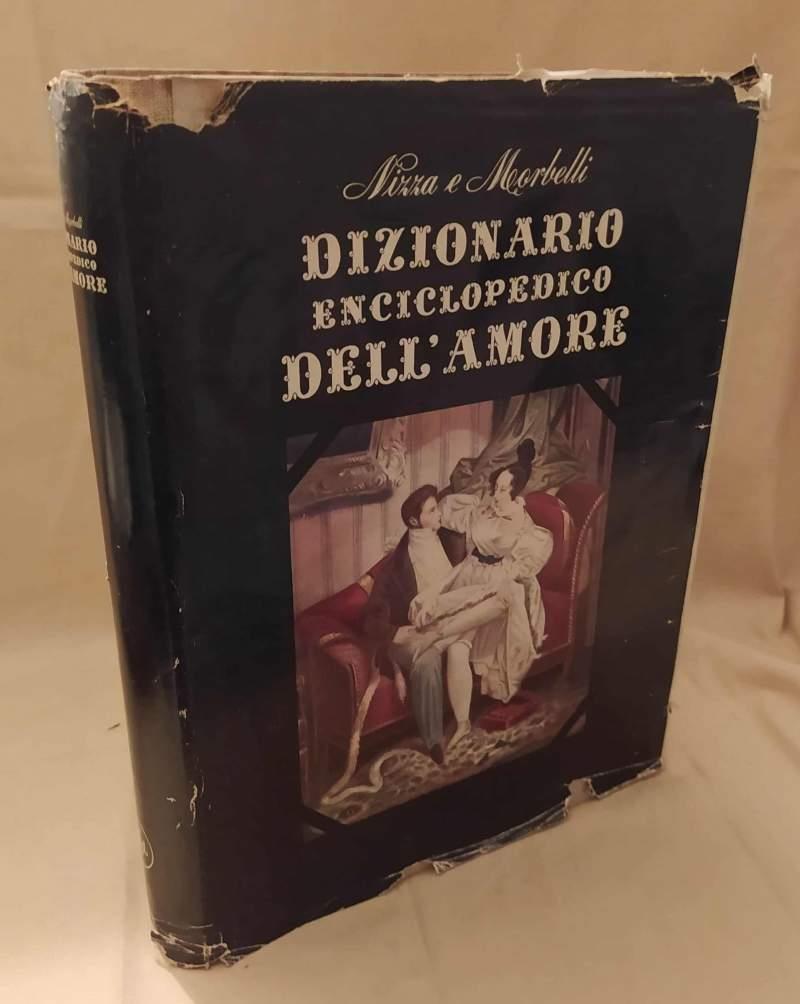 Nizza e Morbelli
DIZIONARIO
ENCICLOPEDICO
DELL'AMORE